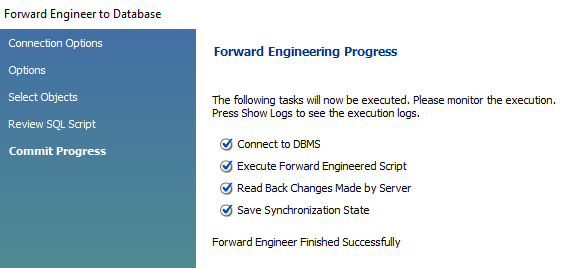 Forward Engineer to Database
Connection Options
Options
Select Objects
Review SQL Script
Commit Progress
Forward Engineering Progress
The following tasks will now be executed. Please monitor the execution.
Press Show Logs to see the execution logs.
Connect to DBMS
Execute Forward Engineered Script
Read Back Changes Made by Server
Save Synchronization State
Forward Engineer Finished Successfully